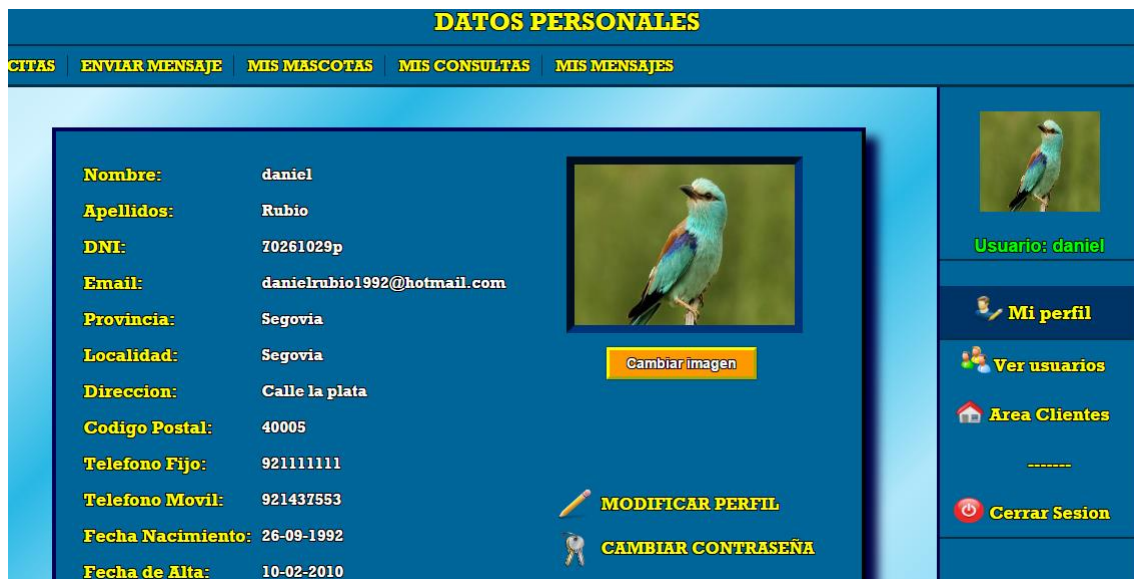 DATOS PERSONALES
CITAS ENVIAR MENSAJE MIS MASCOTAS MIS CONSULTAS MIS MENSAJES
Nombre: daniel
Apellidos: Rubio
DNI: 70261029p
Email: danielrubio1992@hotmail.com
Provincia: Segovia
Localidad: Segovia
Direccion: Calle la plata
Codigo Postal: 40005
Telefono Fijo: 921111111
Telefono Movil: 921437553
Fecha Nacimiento: 26-09-1992
Fecha de Alta: 10-02-2010
Cambiar imagen
MODIFICAR PERFIL
CAMBIAR CONTRASEÑA
Usuario: daniel
Mi perfil
Ver usuarios
Area Clientes
-------
Cerrar Sesion